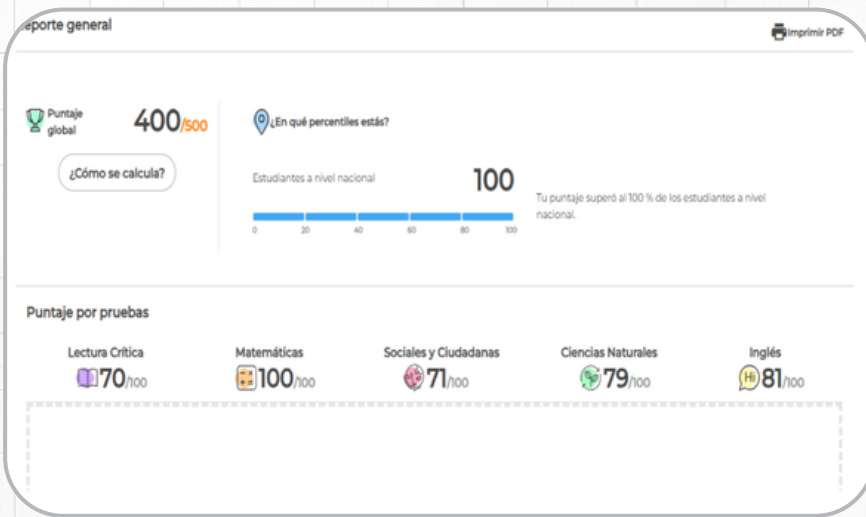 eporte general
Imprimir PDF
Puntaje global
400/500
¿Cómo se calcula?
¿En qué percentiles estás?
Estudiantes a nivel nacional
100
0 20 40 60 80 100
Tu puntaje superó al 100 % de los estudiantes a nivel
nacional.
Puntaje por pruebas
Lectura Crítica
70/100
Matemáticas
100/100
Sociales y Ciudadanas
71/100
Ciencias Naturales
79/100
Inglés
Hi
81/100